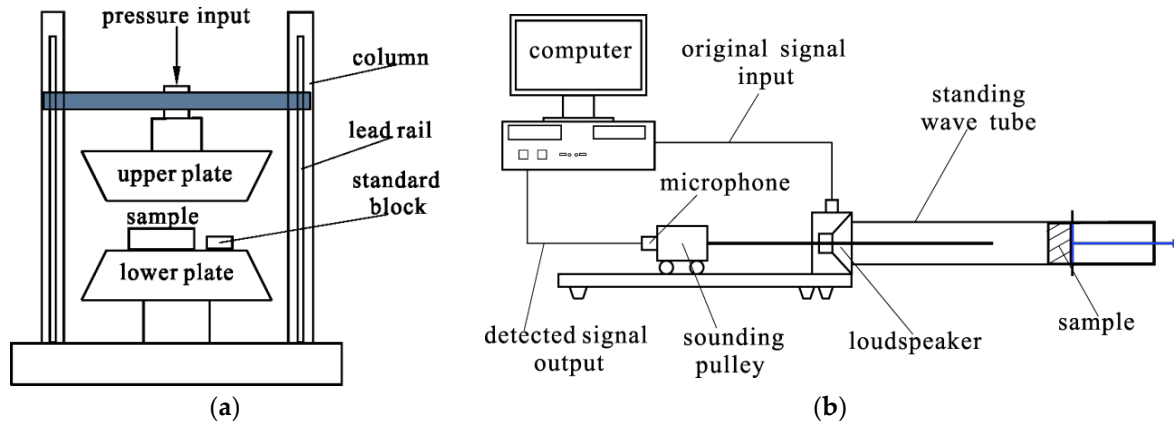 pressure input
column
lead rail
upper plate
standard
block
sample
lower plate
(a)
computer
original signal
input
standing
wave tube
microphone
detected signal
output
sounding
pulley
loudspeaker
sample
(b)